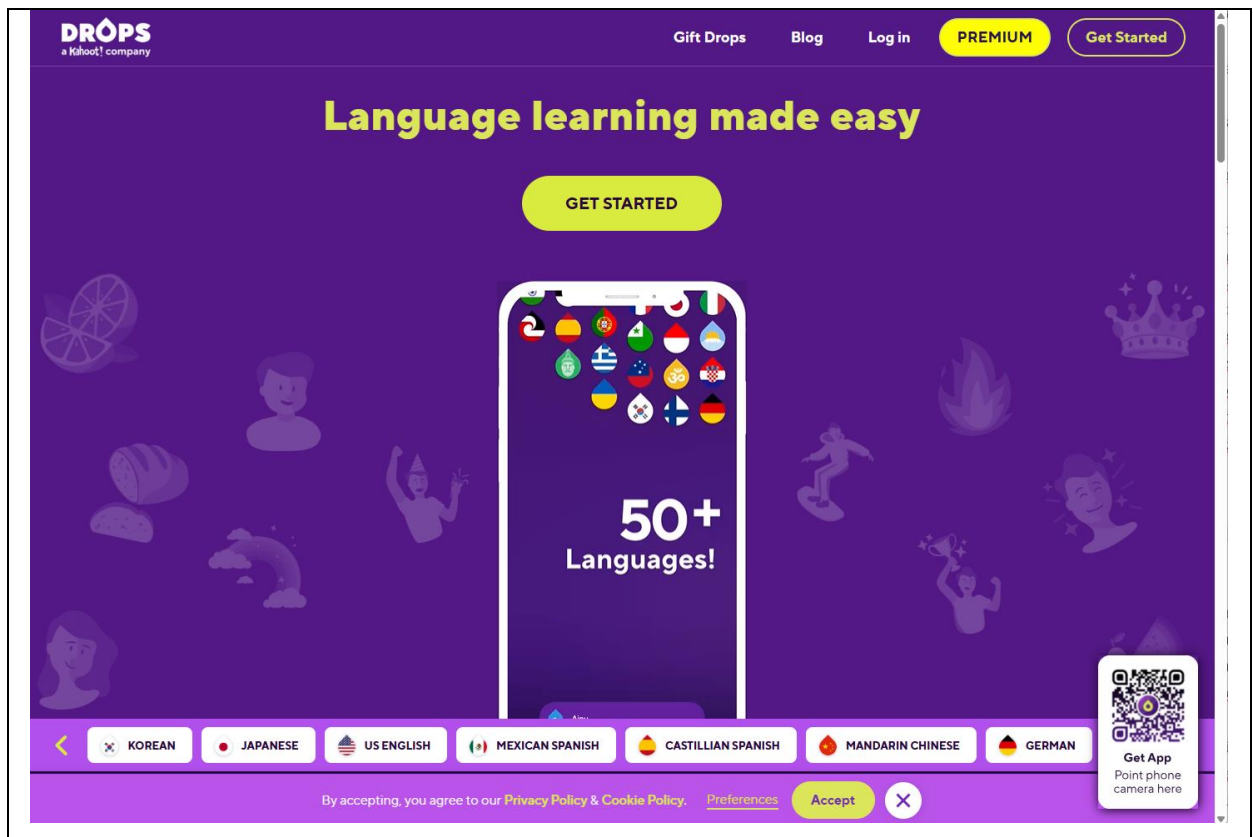 DROPS
a Kahoot! company
Gift Drops
Blog
Log in
PREMIUM
Get Started
Language learning made easy
GET STARTED
50+
Languages!
Ainu
KOREAN
JAPANESE
US ENGLISH
MEXICAN SPANISH
CASTILLIAN SPANISH
MANDARIN CHINESE
GERMAN
Get App
Point phone
camera here
By accepting, you agree to our Privacy Policy & Cookie Policy.
Preferences
Accept